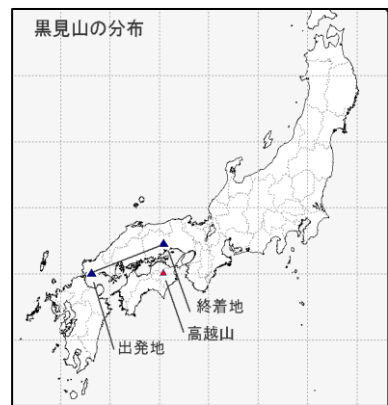 黒見山の分布
終着地
高越山
出発地